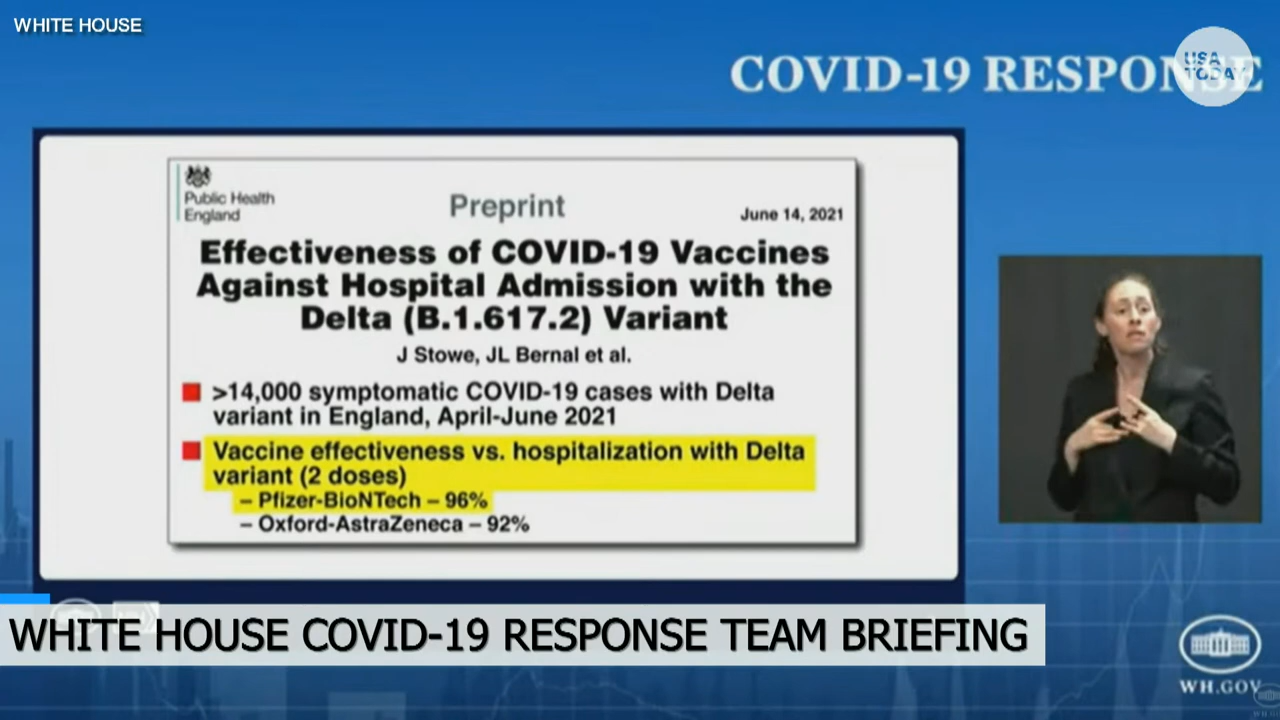 WHITE HOUSE
COVID-19 RESPONSE
USA
TODAY
Public Health
England
Preprint
June 14, 2021
Effectiveness of COVID-19 Vaccines
Against Hospital Admission with the
Delta (B.1.617.2) Variant
J Stowe, JL Bernal et al.
>14,000 symptomatic COVID-19 cases with Delta
variant in England, April-June 2021
Vaccine effectiveness vs. hospitalization with Delta
variant (2 doses)
– Pfizer-BioNTech – 96%
– Oxford-AstraZeneca – 92%
WHITE HOUSE COVID-19 RESPONSE TEAM BRIEFING
WH.GOV